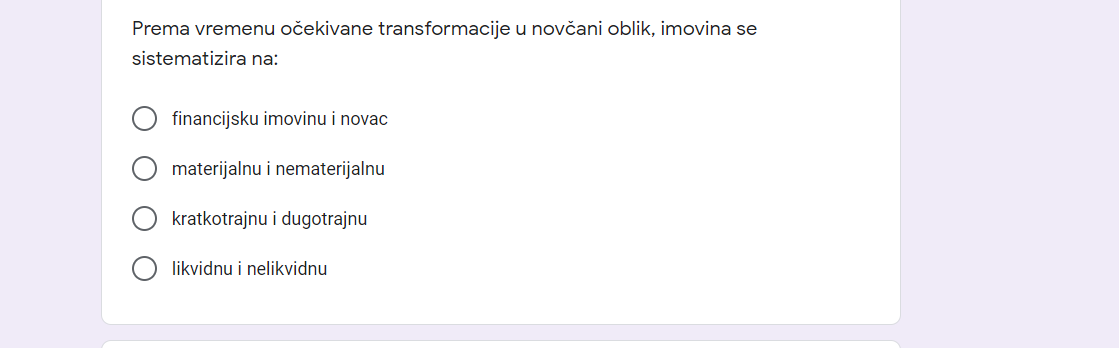 Prema vremenu očekivane transformacije u novčani oblik, imovina se
sistematizira na:
financijsku imovinu i novac
materijalnu i nematerijalnu
kratkotrajnu i dugotrajnu
likvidnu i nelikvidnu